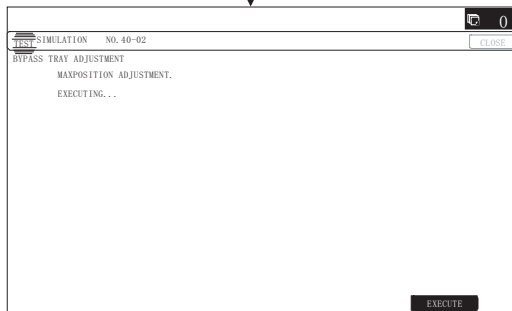 0
TEST SIMULATION NO. 40-02 CLOSE
BYPASS TRAY ADJUSTMENT
MAXPOSITION ADJUSTMENT.
EXECUTING...
EXECUTE